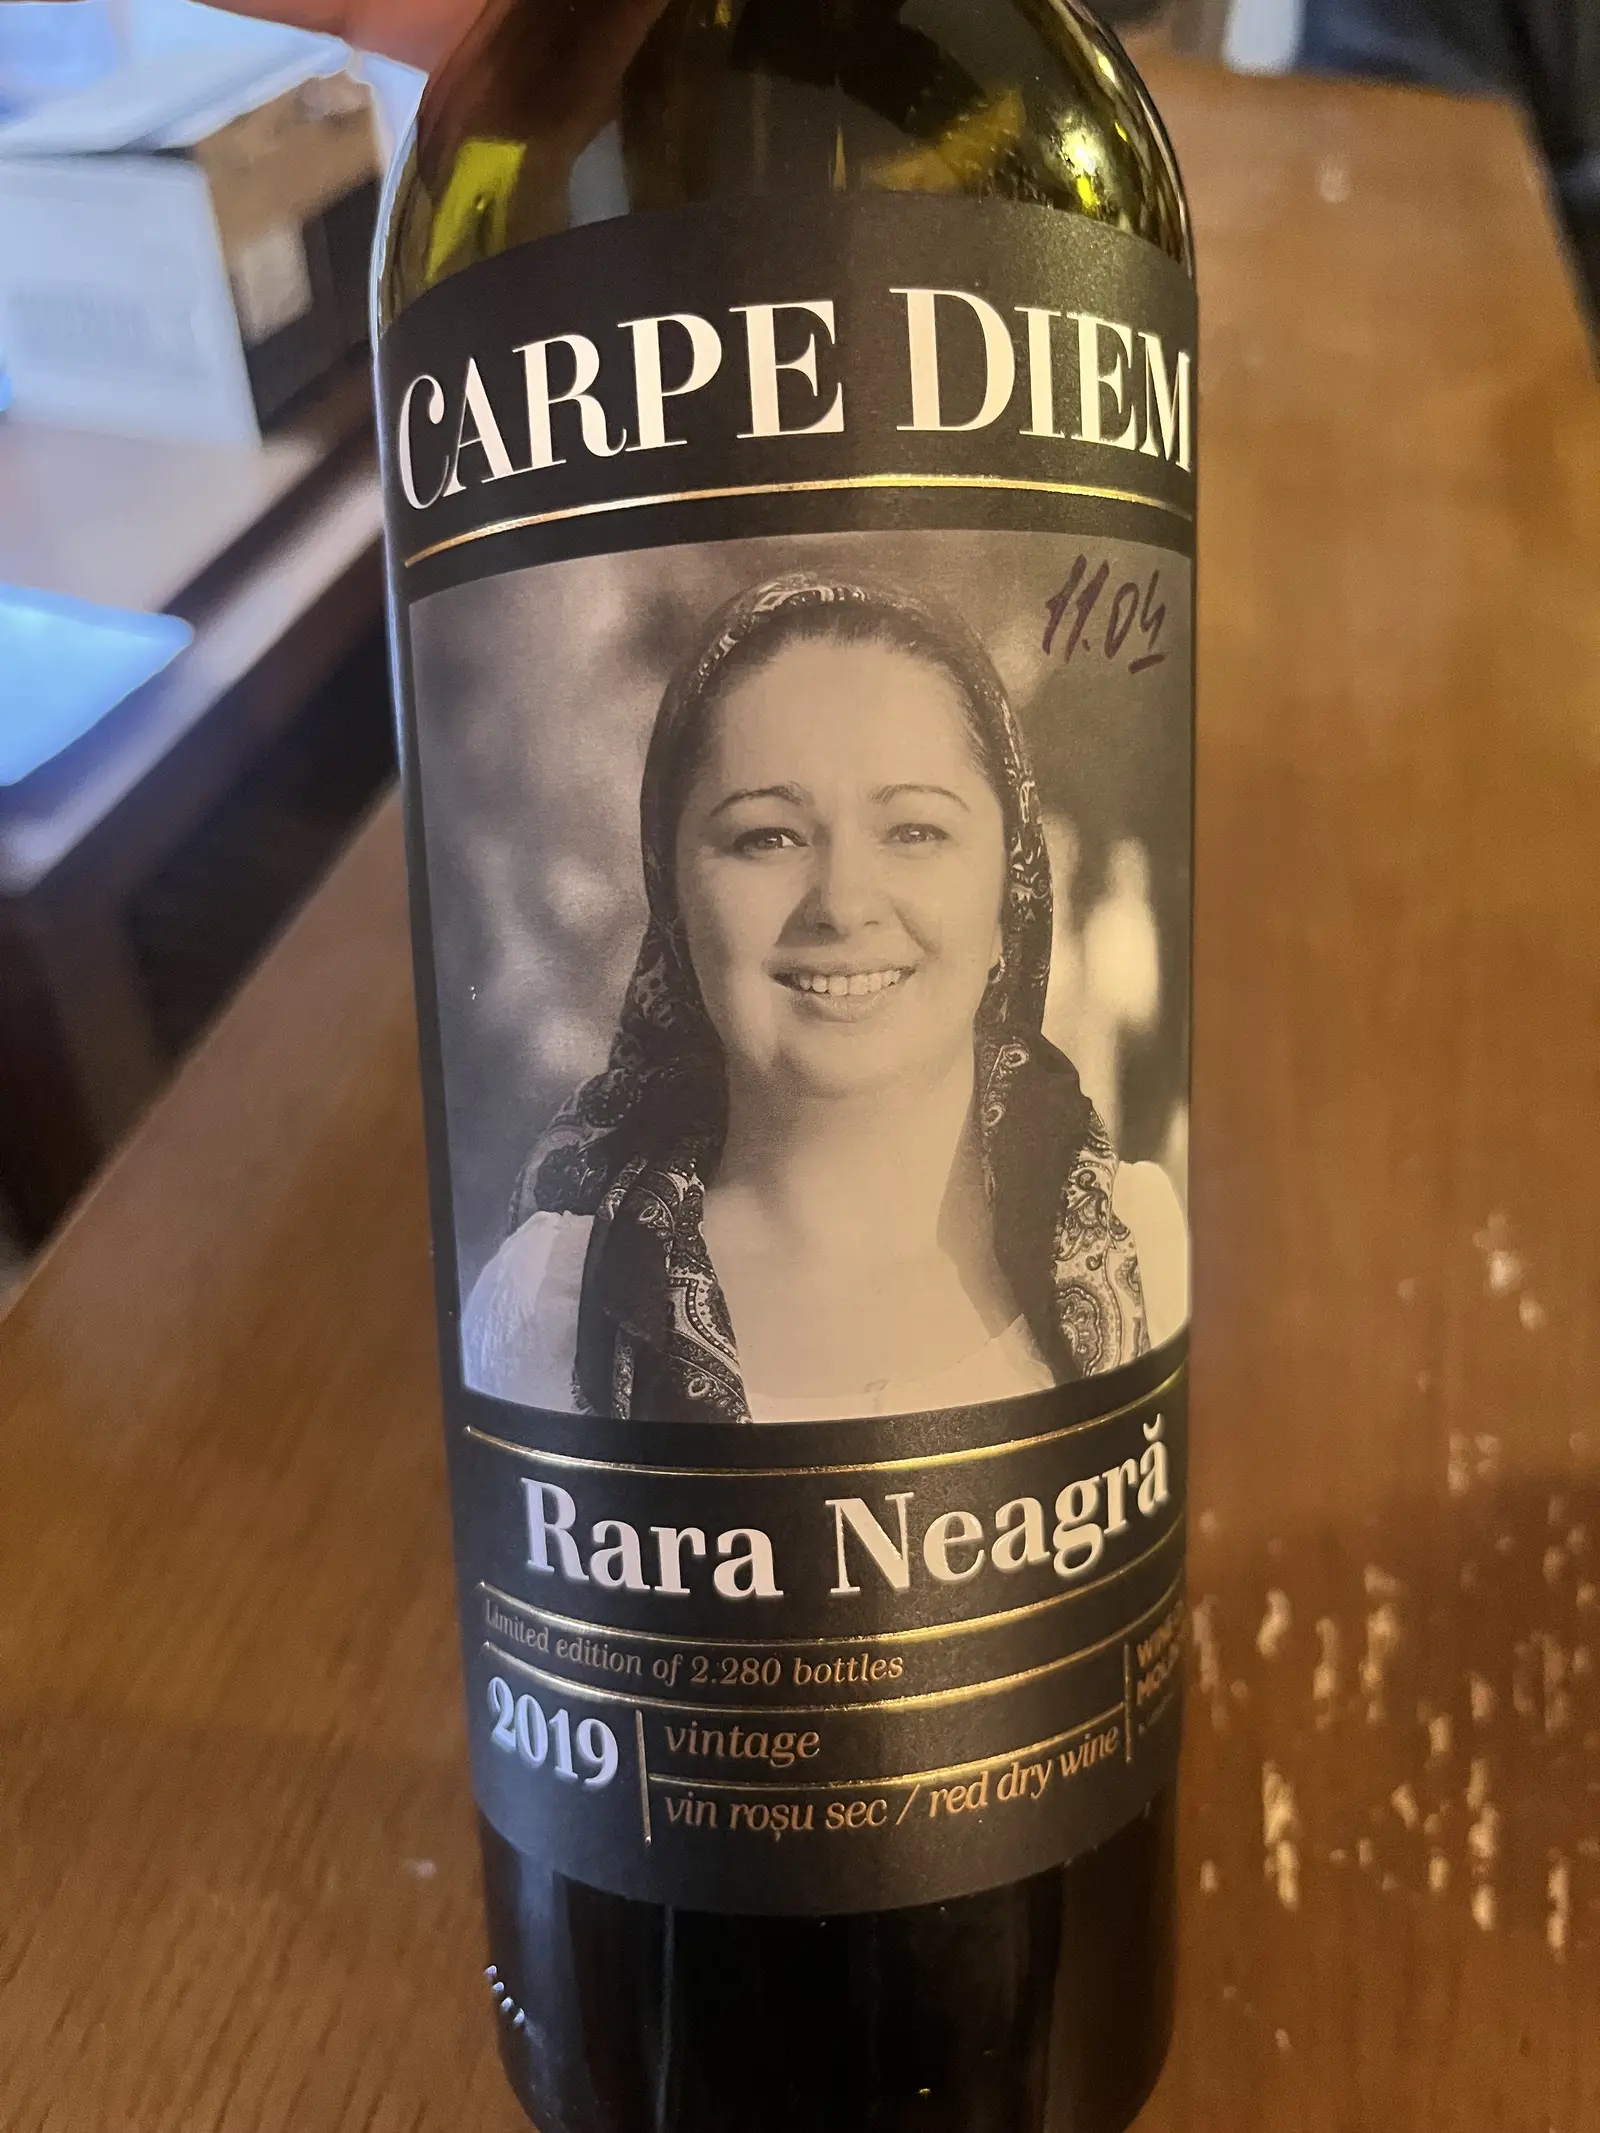 CARPE DIEM
11.04
Rara Neagră
Limited edition of 2.280 bottles
2019
vintage
vin roșu sec / red dry wine